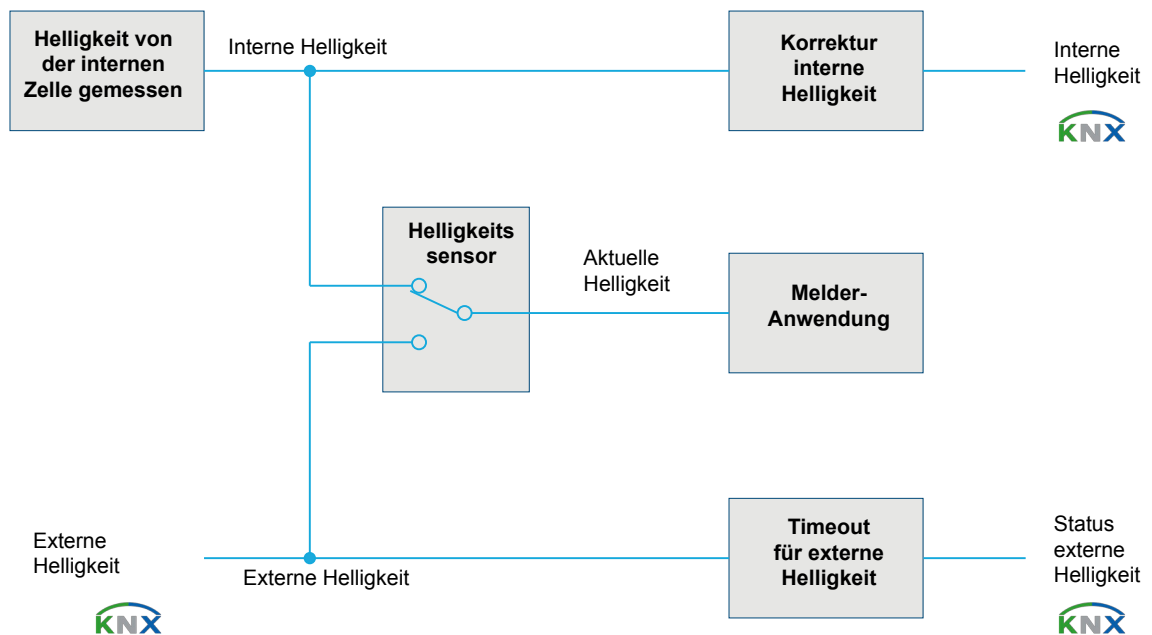 Helligkeit von
der internen
Zelle gemessen
Interne Helligkeit
Korrektur
interne
Helligkeit
Interne
Helligkeit
KNX
Helligkeits
sensor
Aktuelle
Helligkeit
Melder-
Anwendung
Externe
Helligkeit
KNX
Externe Helligkeit
Timeout
für externe
Helligkeit
Status
externe
Helligkeit
KNX